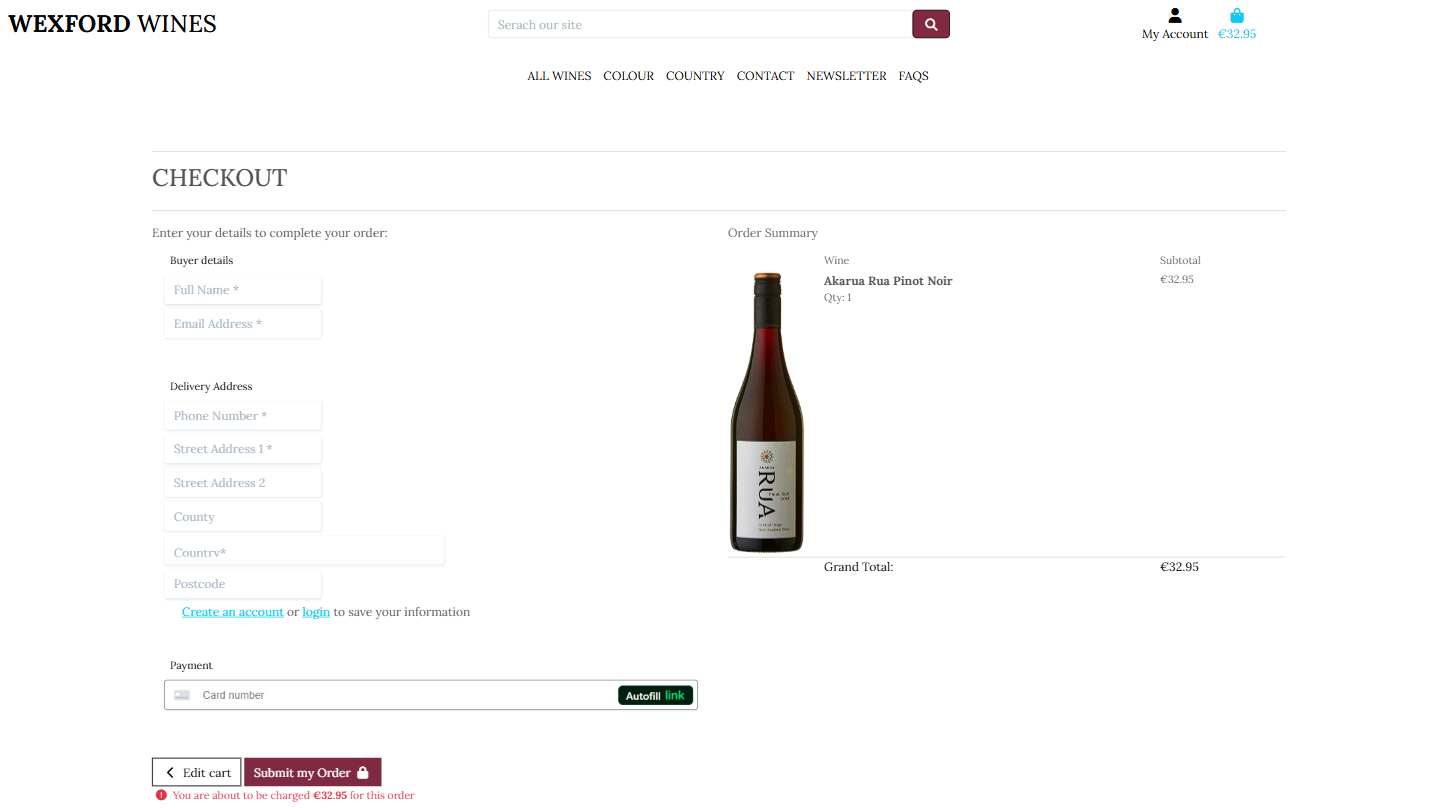 WEXFORD WINES
Serach our site
My Account
€32.95
ALL WINES COLOUR COUNTRY CONTACT NEWSLETTER FAQS
CHECKOUT
Enter your details to complete your order:
Buyer details
Full Name *
Email Address *
Delivery Address
Phone Number *
Street Address 1 *
Street Address 2
County
Country*
Postcode
Create an account or login to save your information
Payment
Card number
Autofill link
Edit cart
Submit my Order
You are about to be charged €32.95 for this order
Order Summary
Wine Subtotal
Akarua Rua Pinot Noir €32.95
Qty: 1
AKARUA
RUA
Pinot Noir
Grand Total: €32.95